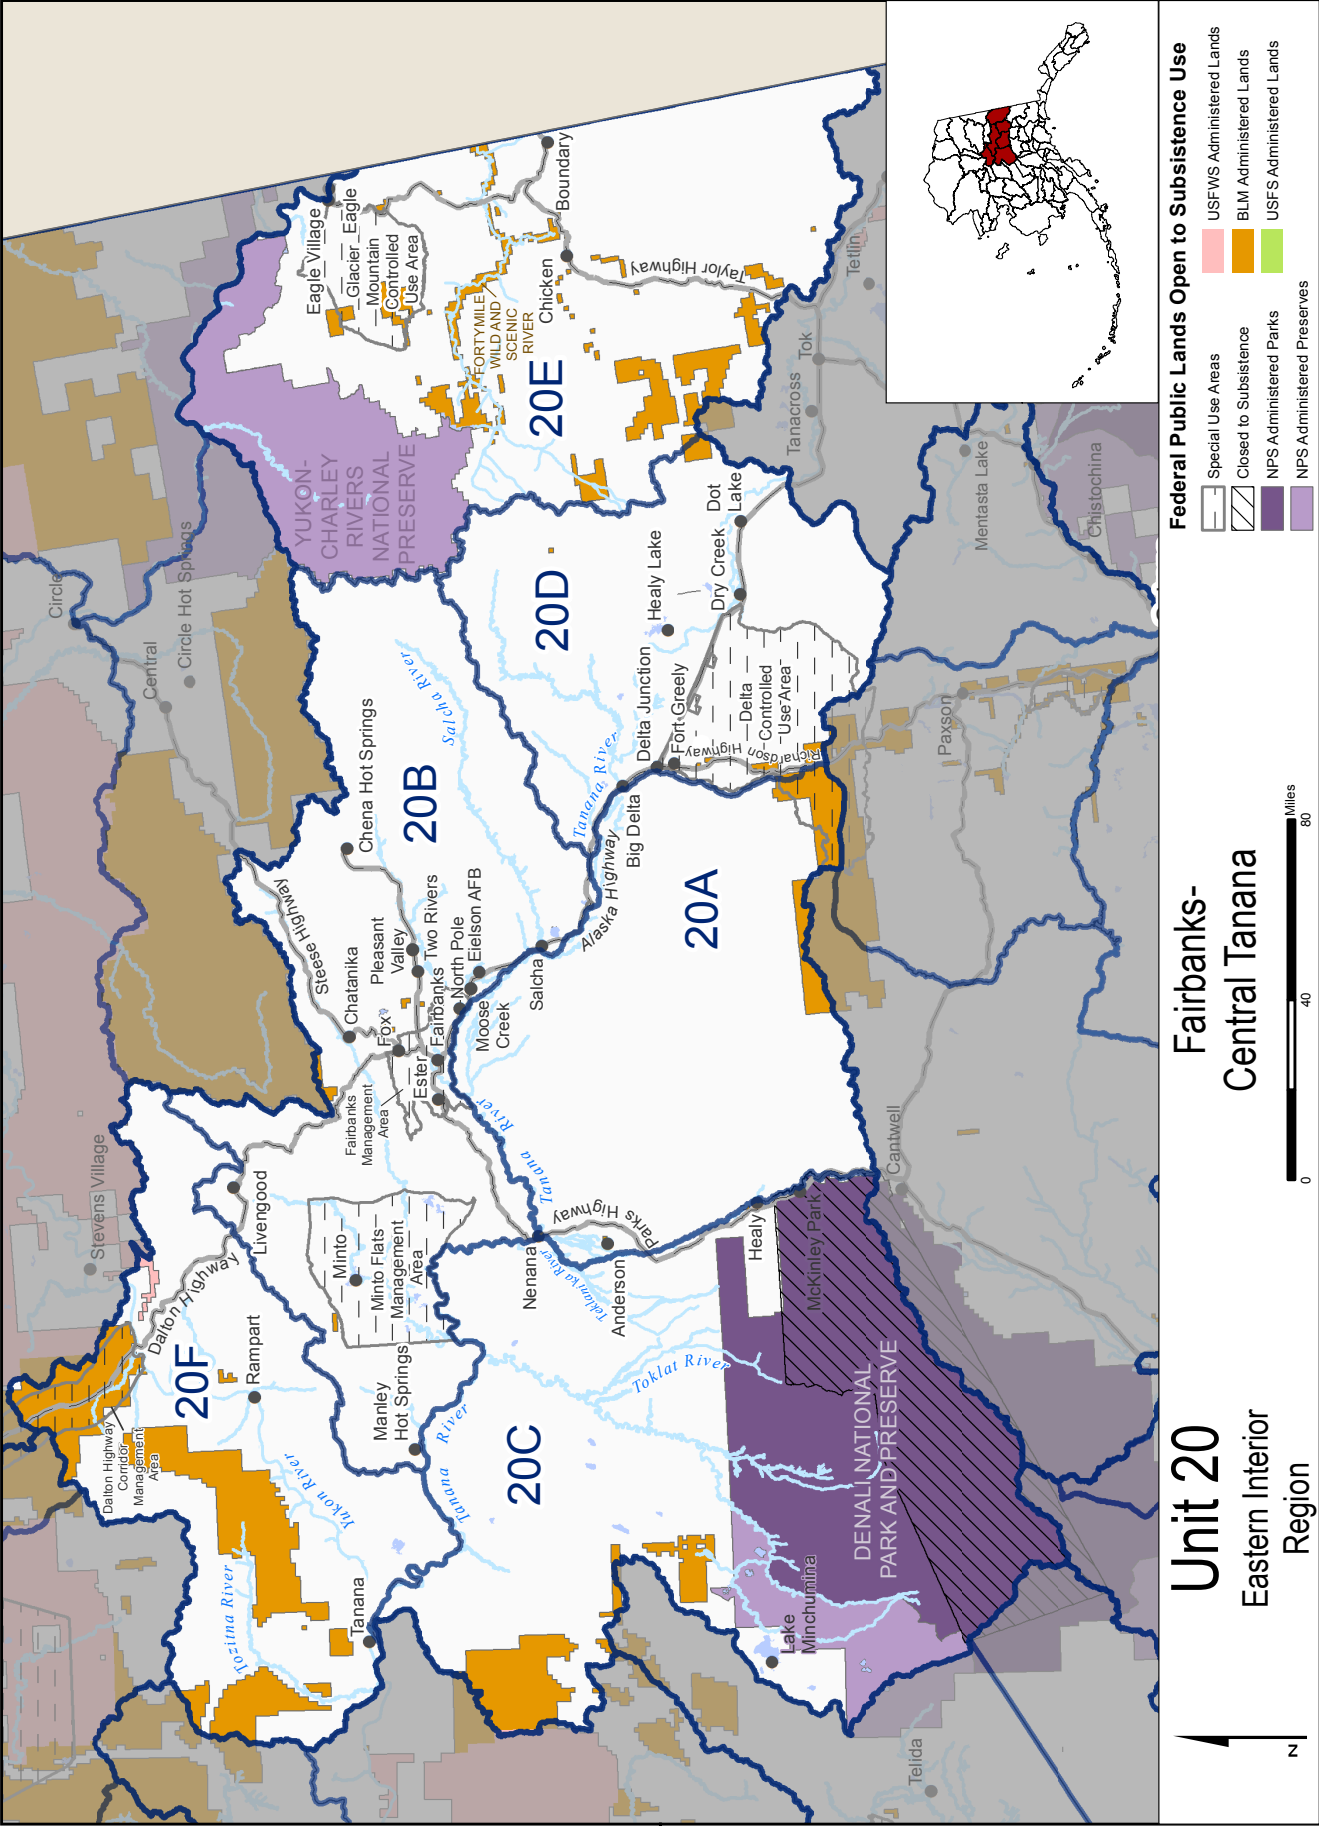 Unit 20
Eastern Interior
Region
Fairbanks-
Central Tanana
N
0
40
80
Miles
Federal Public Lands Open to Subsistence Use
Special Use Areas
Closed to Subsistence
NPS Administered Parks
NPS Administered Preserves
USFWS Administered Lands
BLM Administered Lands
USFS Administered Lands
20F
20C
20B
20A
20D
20E
Circle
Central
Circle Hot Springs
Stevens Village
YUKON-
CHARLEY
RIVERS
NATIONAL
PRESERVE
Eagle Village
Eagle
Glacier
Mountain
Controlled
Use Area
FORTYMILE
WILD AND
SCENIC
RIVER
Chicken
Boundary
Taylor Highway
Tetlin
Tok
Tanacross
Mentasta Lake
Chistochina
Dot
Lake
Dry Creek
Healy Lake
Delta Junction
Fort Greely
Delta
Controlled
Use Area
Richardson Highway
Big Delta
Tanana River
Alaska Highway
Paxson
Salcha River
Chena Hot Springs
Steese Highway
Chatanika
Pleasant
Valley
Two Rivers
North Pole
Eielson AFB
Fox
Fairbanks
Ester
Moose
Creek
Salcha
Fairbanks
Management
Area
Livengood
Dalton Highway
Minto
Minto Flats
Management
Area
Tanana River
Nenana
Parks Highway
Teklanika River
Anderson
Healy
McKinley Park
Cantwell
Rampart
Manley
Hot Springs
Tanana River
Toklat River
Dalton Highway
Corridor
Management
Area
Yukon River
Tozitna River
Tanana
DENALI NATIONAL
PARK AND PRESERVE
Lake
Minchumina
Telida